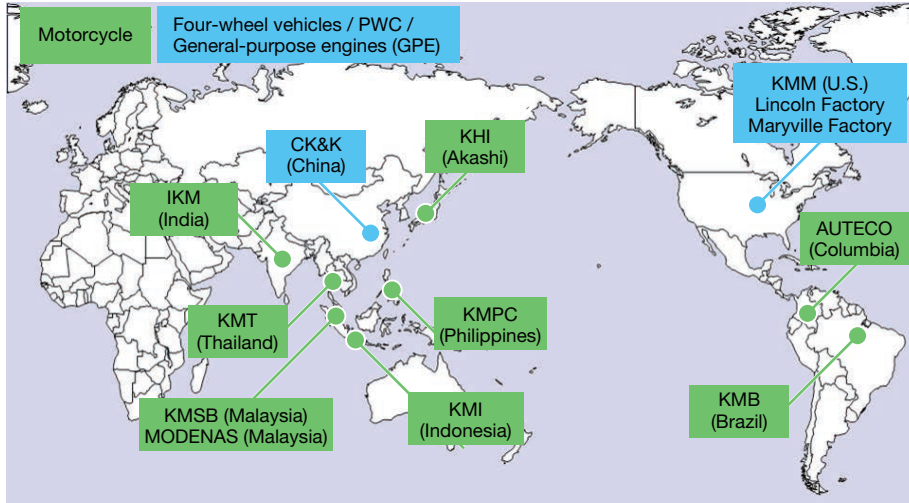 Motorcycle
Four-wheel vehicles / PWC /
General-purpose engines (GPE)
KMM (U.S.)
Lincoln Factory
Maryville Factory
KHI
(Akashi)
CK&K
(China)
IKM
(India)
AUTECO
(Columbia)
KMT
(Thailand)
KMPC
(Philippines)
KMSB (Malaysia)
MODENAS (Malaysia)
KMI
(Indonesia)
KMB
(Brazil)